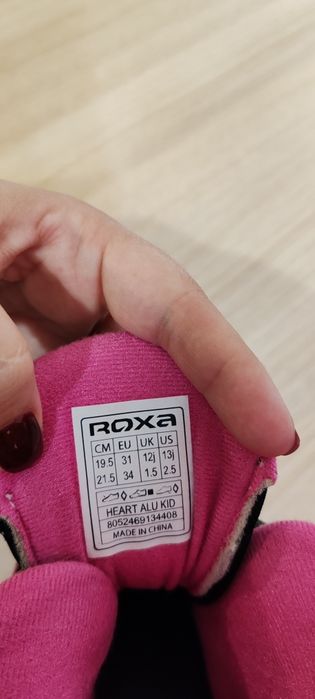 ROXA
CM EU UK US
19.5 31 12j 13j
21.5 34 1.5 2.5
HEART ALU KID
8052469134408
MADE IN CHINA